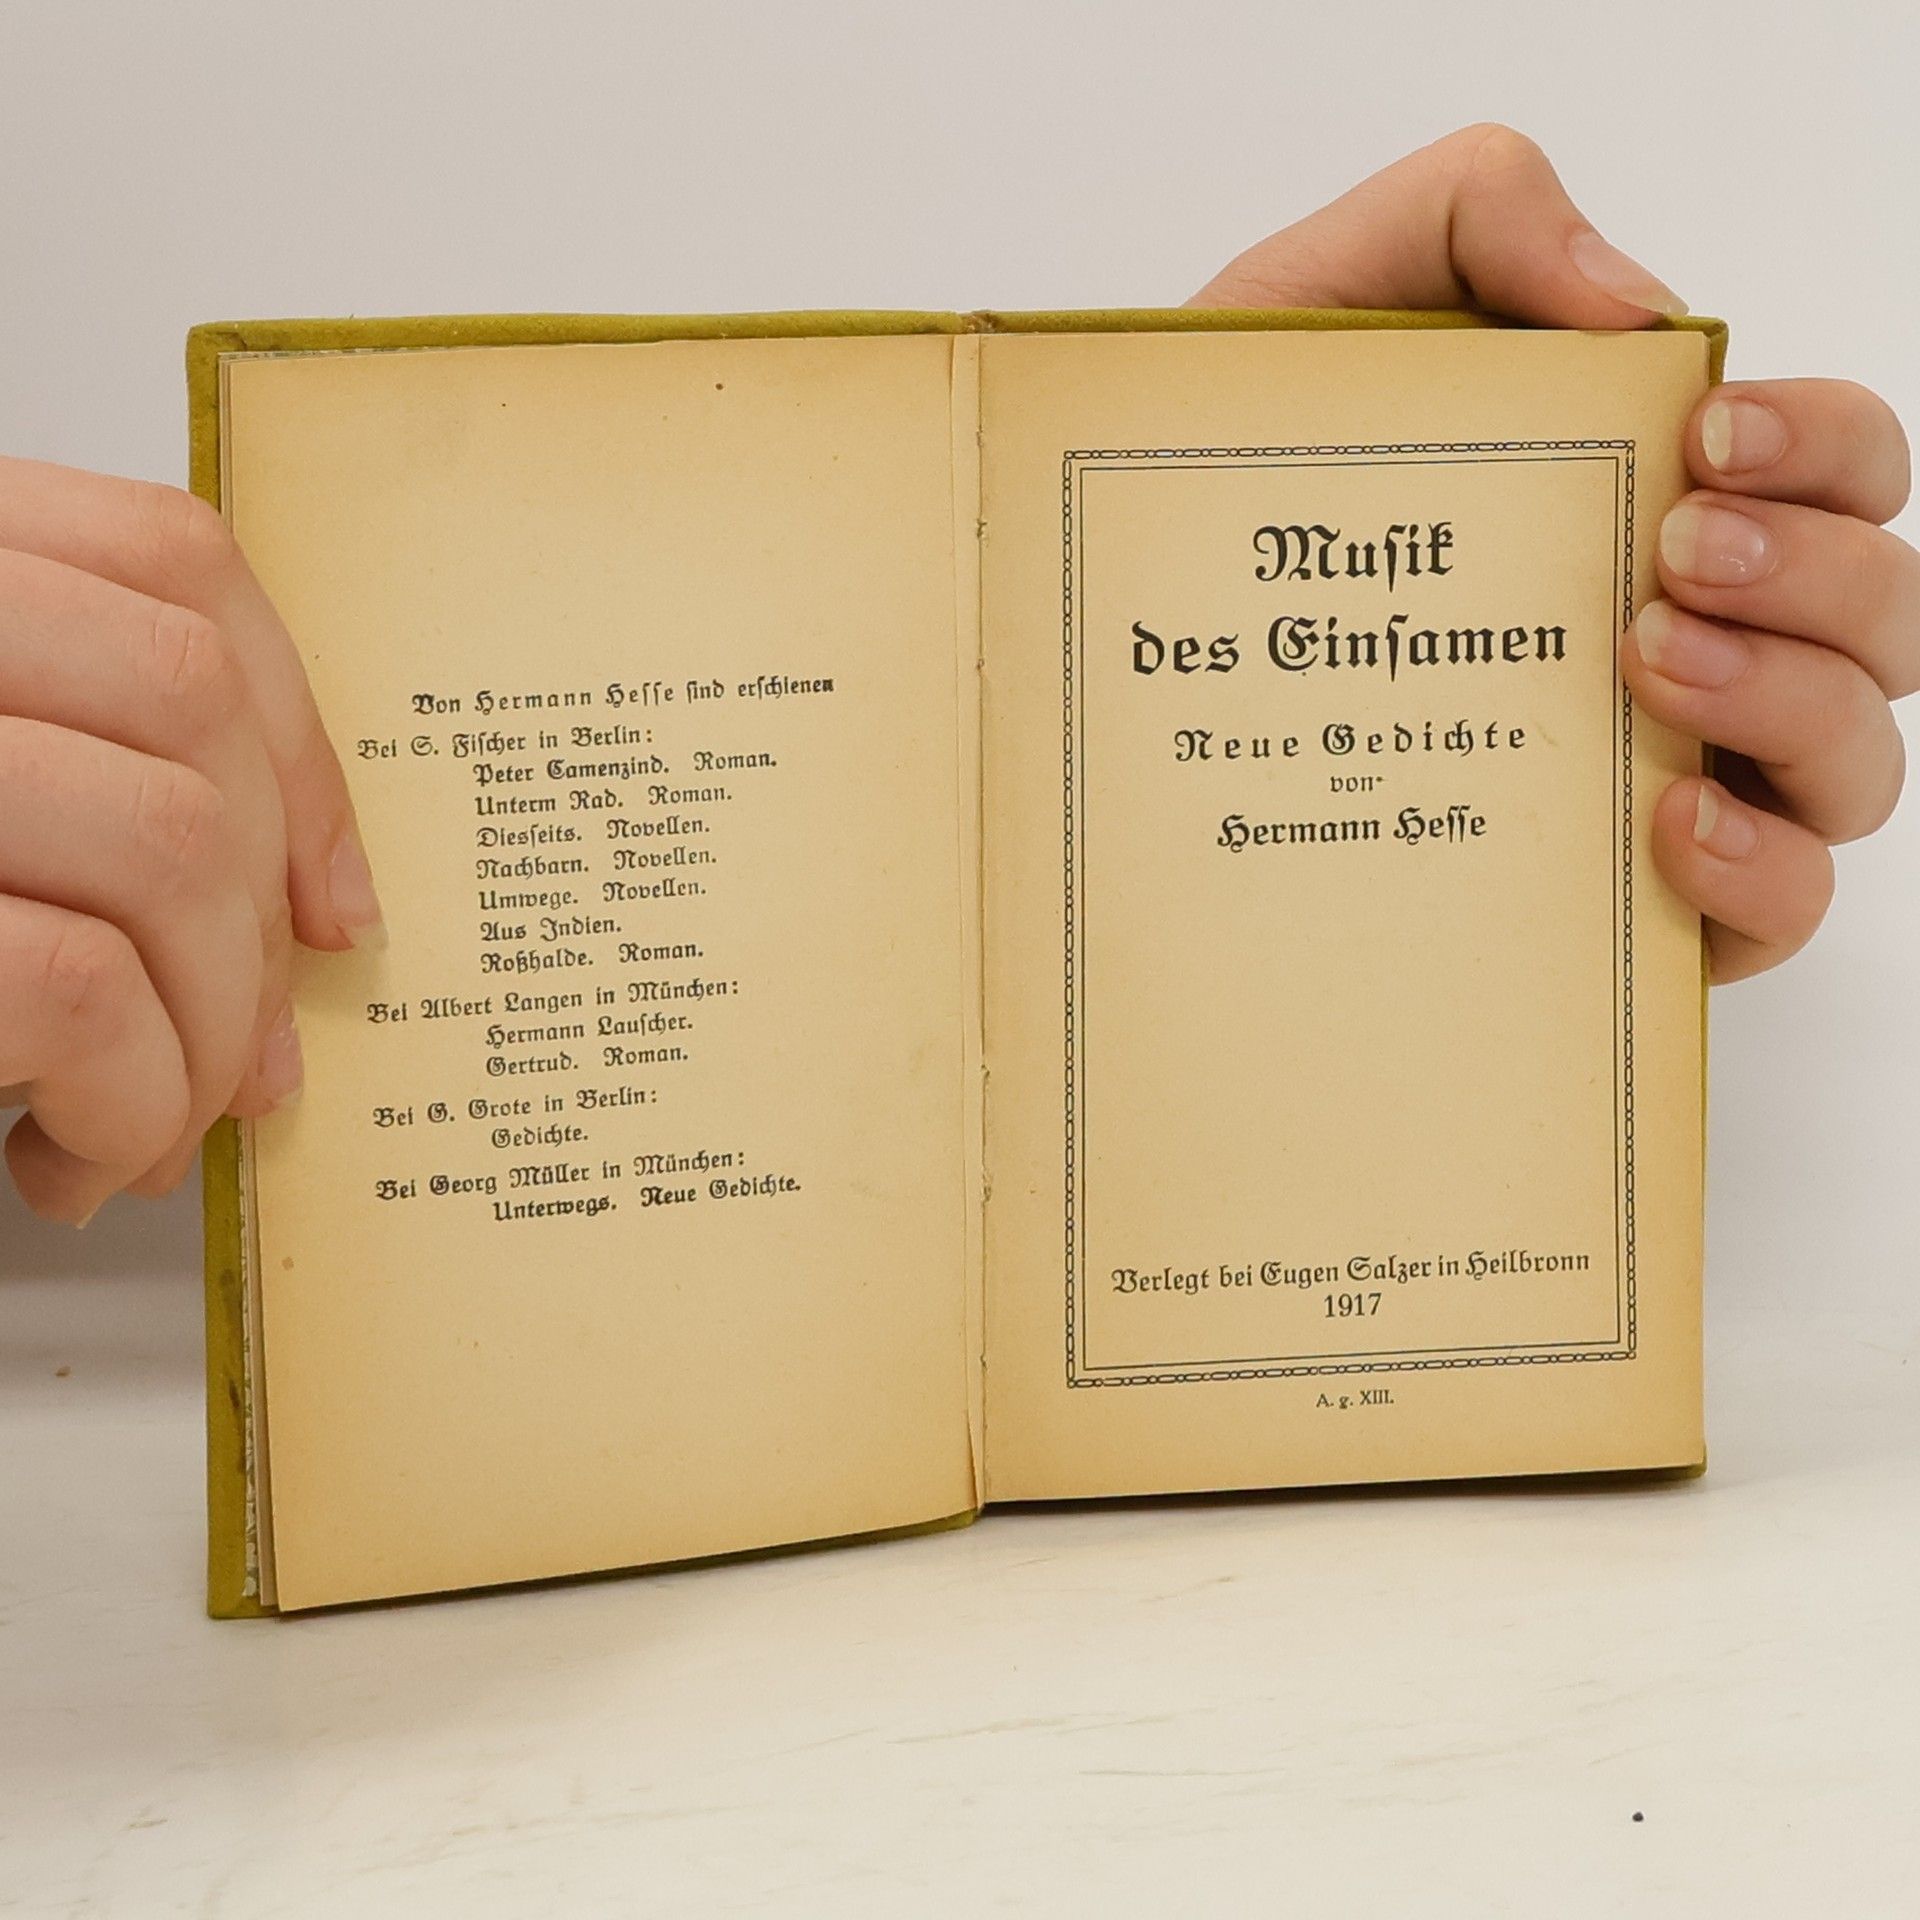 Von Hermann Hesse sind erschienen
Bei S. Fischer in Berlin:
Peter Camenzind. Roman.
Unterm Rad. Roman.
Diesseits. Novellen.
Nachbarn. Novellen.
Umwege. Novellen.
Aus Indien.
Roßhalde. Roman.
Bei Albert Langen in München:
Hermann Lauscher.
Gertrud. Roman.
Bei G. Grote in Berlin:
Gedichte.
Bei Georg Müller in München:
Unterwegs. Neue Gedichte.
Musik
des Einsamen
Neue Gedichte
von
Hermann Hesse
Verlegt bei Eugen Salzer in Heilbronn
1917
A. g. XIII.